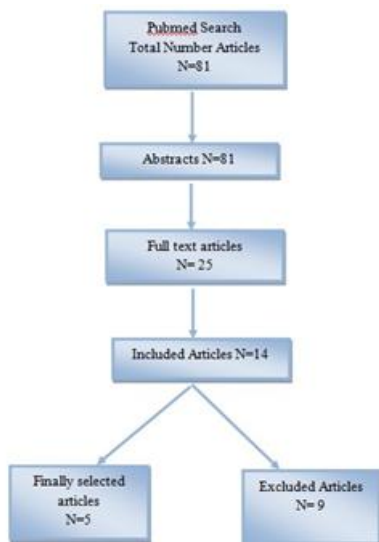 Pubmed Search
Total Number Articles
N=81
Abstracts N=81
Full text articles
N= 25
Included Articles N=14
Finally selected
articles
N=5
Excluded Articles
N= 9